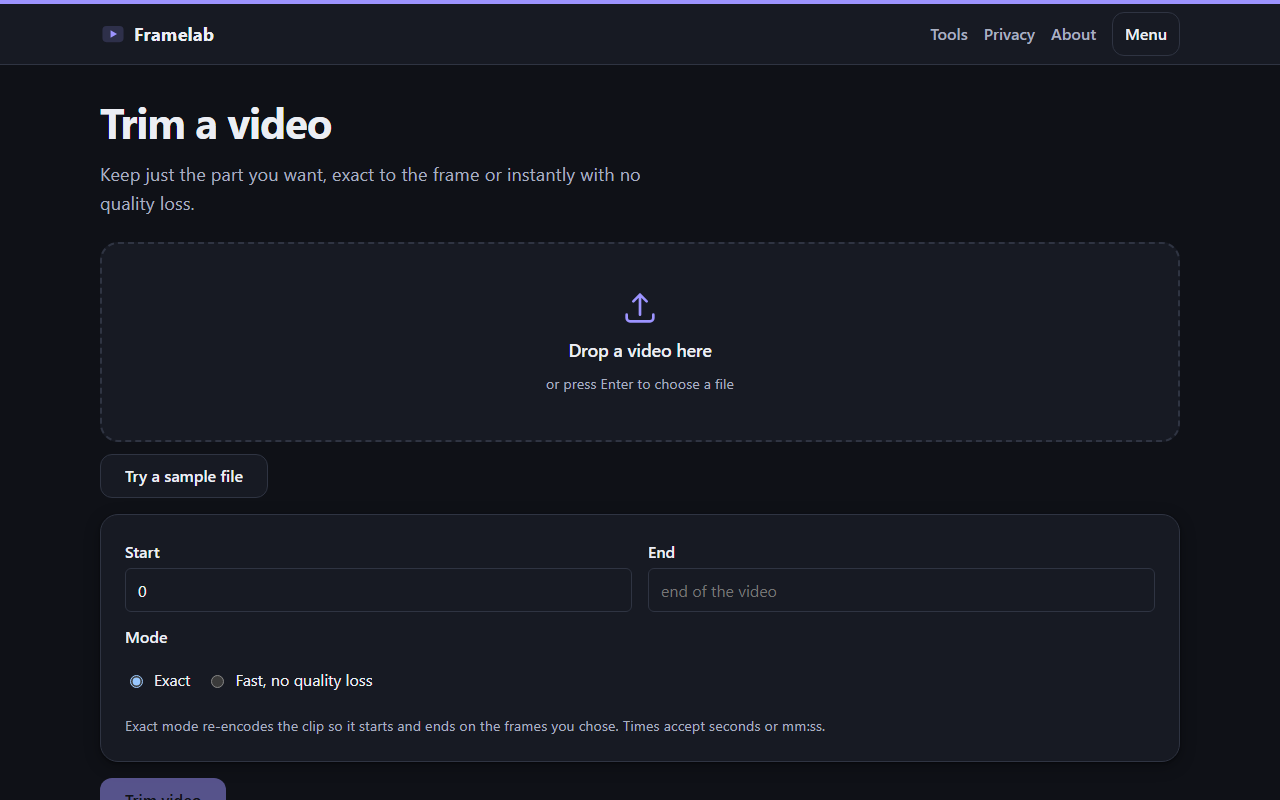 Framelab
Tools Privacy About Menu
Trim a video
Keep just the part you want, exact to the frame or instantly with no
quality loss.
Drop a video here
or press Enter to choose a file
Try a sample file
Start End
0 end of the video
Mode
Exact Fast, no quality loss
Exact mode re-encodes the clip so it starts and ends on the frames you chose. Times accept seconds or mm:ss.
Trim video